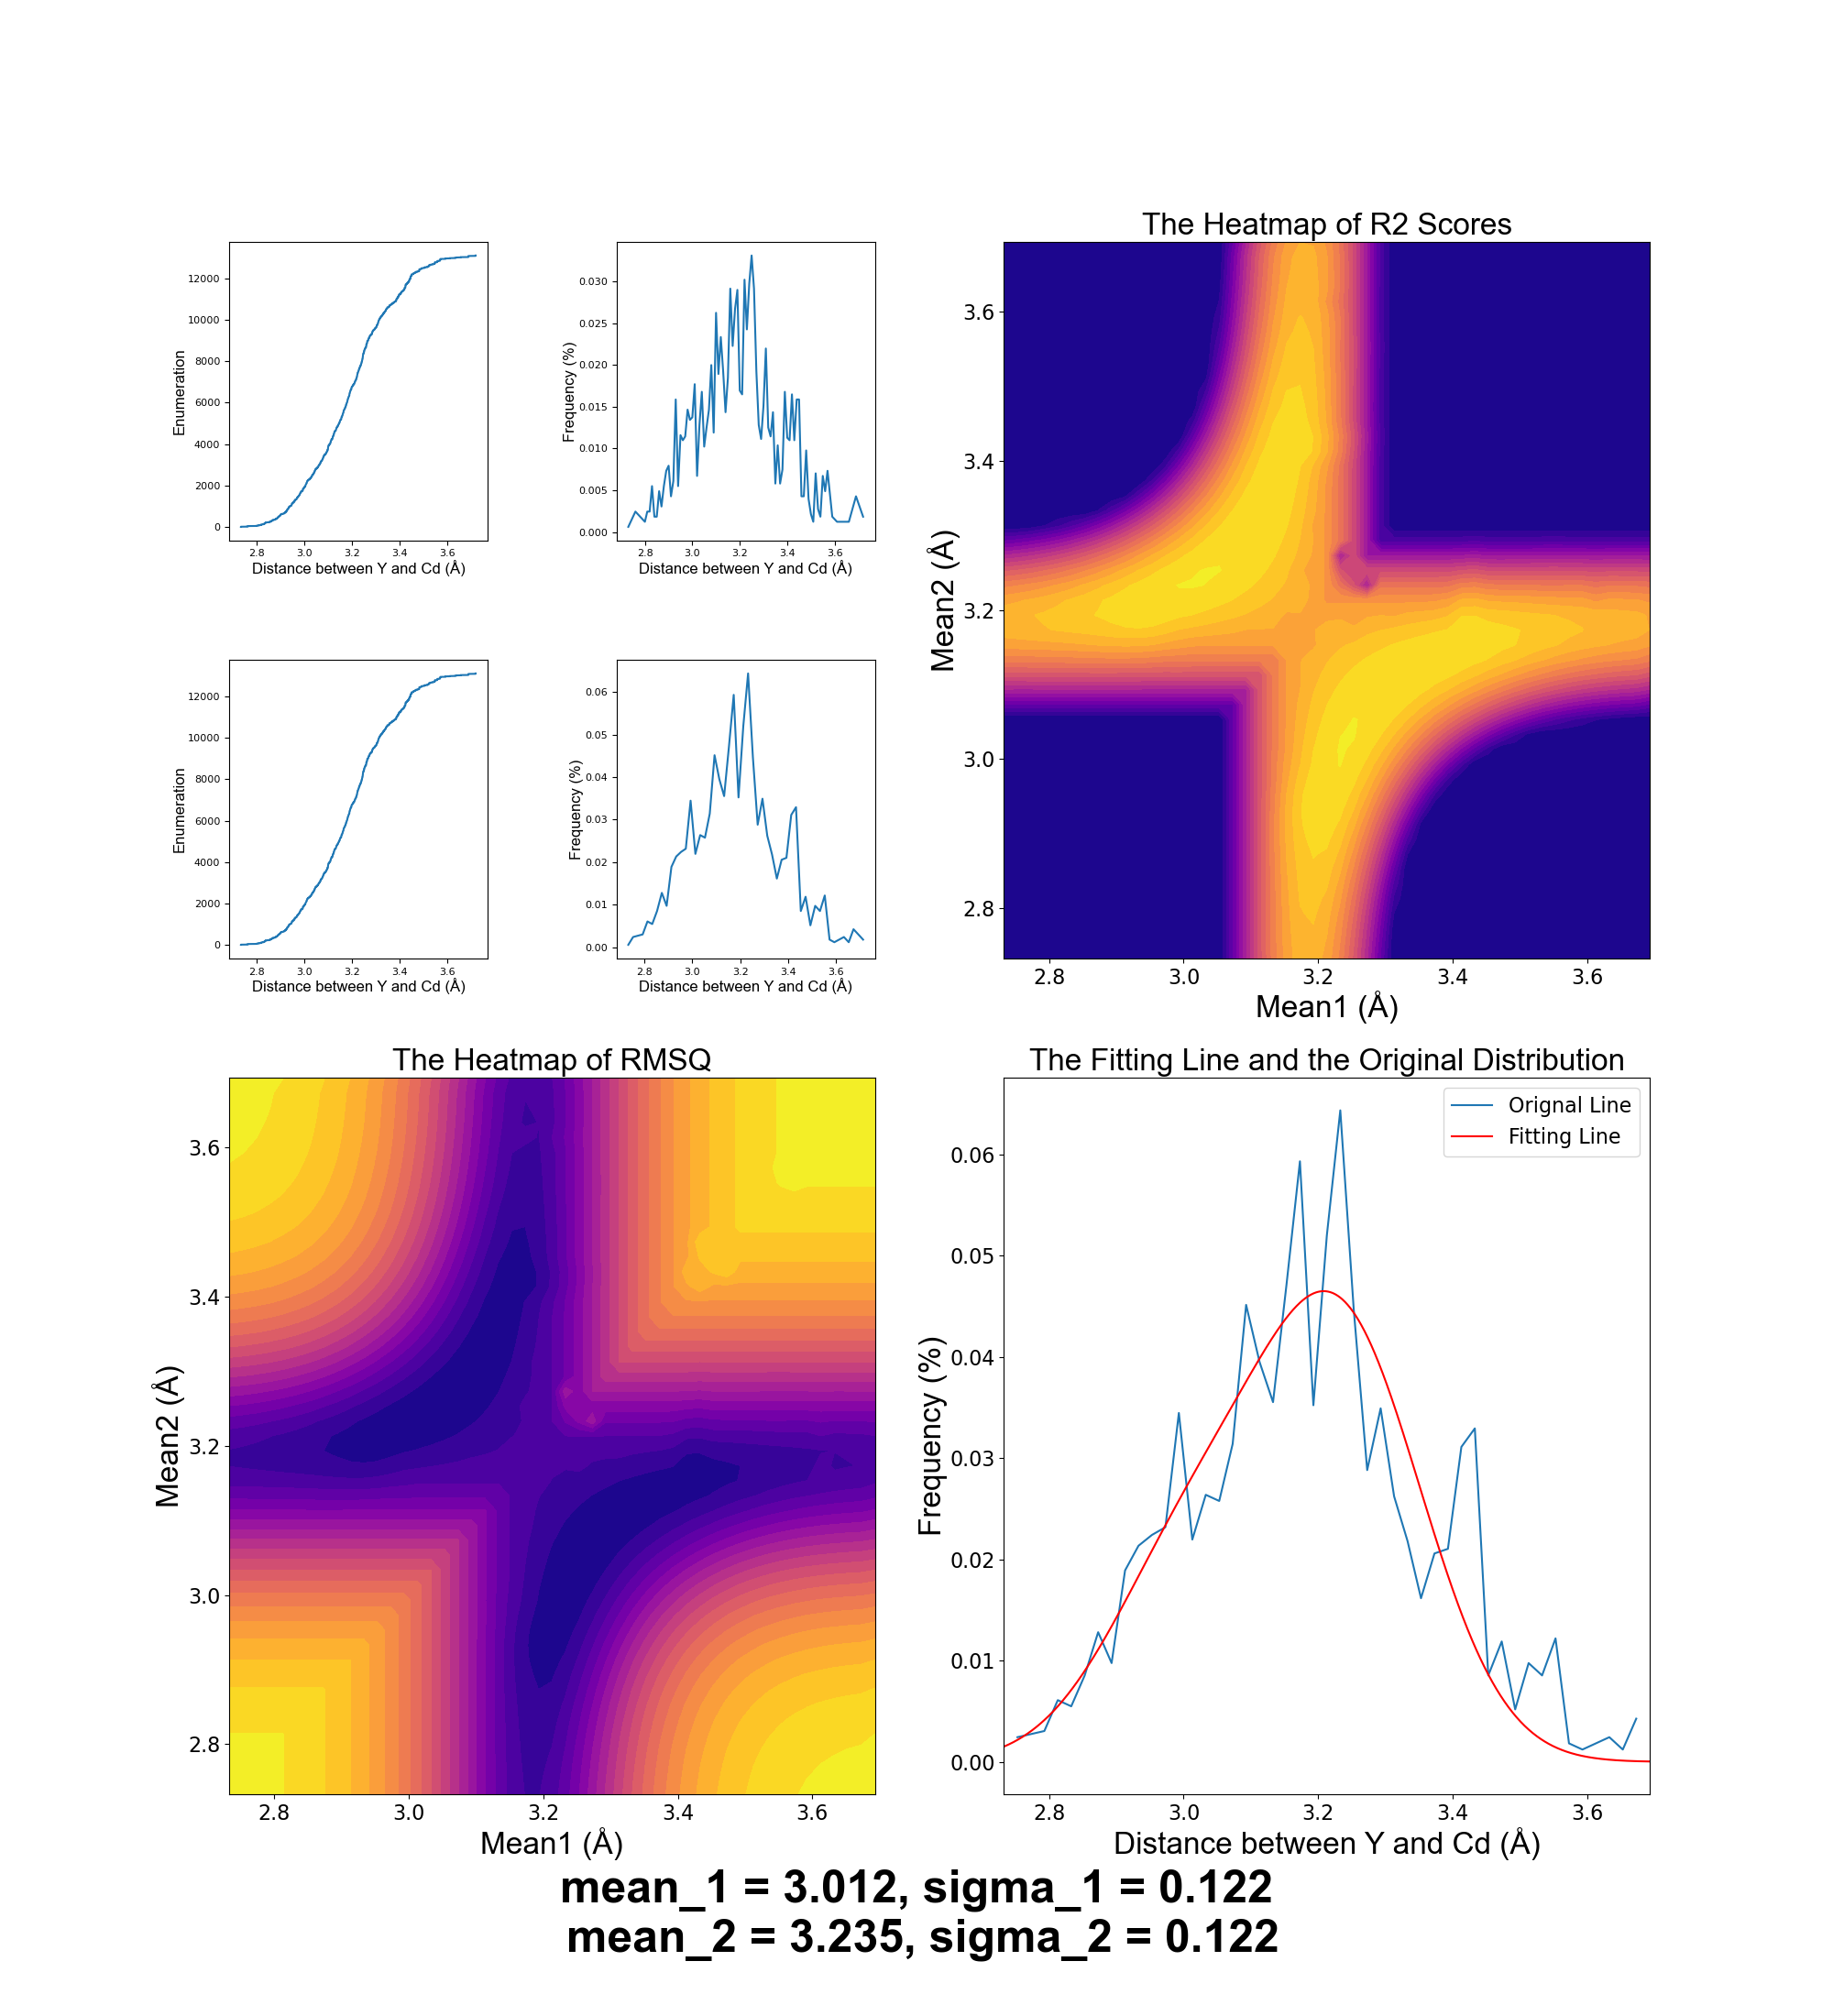 The Heatmap of R2 Scores
12000
10000
8000
6000
4000
2000
0
Enumeration
2.8 3.0 3.2 3.4 3.6
Distance between Y and Cd (Å)
0.030
0.025
0.020
0.015
0.010
0.005
0.000
Frequency (%)
2.8 3.0 3.2 3.4 3.6
Distance between Y and Cd (Å)
12000
10000
8000
6000
4000
2000
0
Enumeration
2.8 3.0 3.2 3.4 3.6
Distance between Y and Cd (Å)
0.06
0.05
0.04
0.03
0.02
0.01
0.00
Frequency (%)
2.8 3.0 3.2 3.4 3.6
Distance between Y and Cd (Å)
3.6
3.4
3.2
3.0
2.8
Mean2 (Å)
2.8 3.0 3.2 3.4 3.6
Mean1 (Å)
The Heatmap of RMSQ
3.6
3.4
3.2
3.0
2.8
Mean2 (Å)
2.8 3.0 3.2 3.4 3.6
Mean1 (Å)
The Fitting Line and the Original Distribution
Orignal Line
Fitting Line
0.06
0.05
0.04
0.03
0.02
0.01
0.00
Frequency (%)
2.8 3.0 3.2 3.4 3.6
Distance between Y and Cd (Å)
mean_1 = 3.012, sigma_1 = 0.122
mean_2 = 3.235, sigma_2 = 0.122